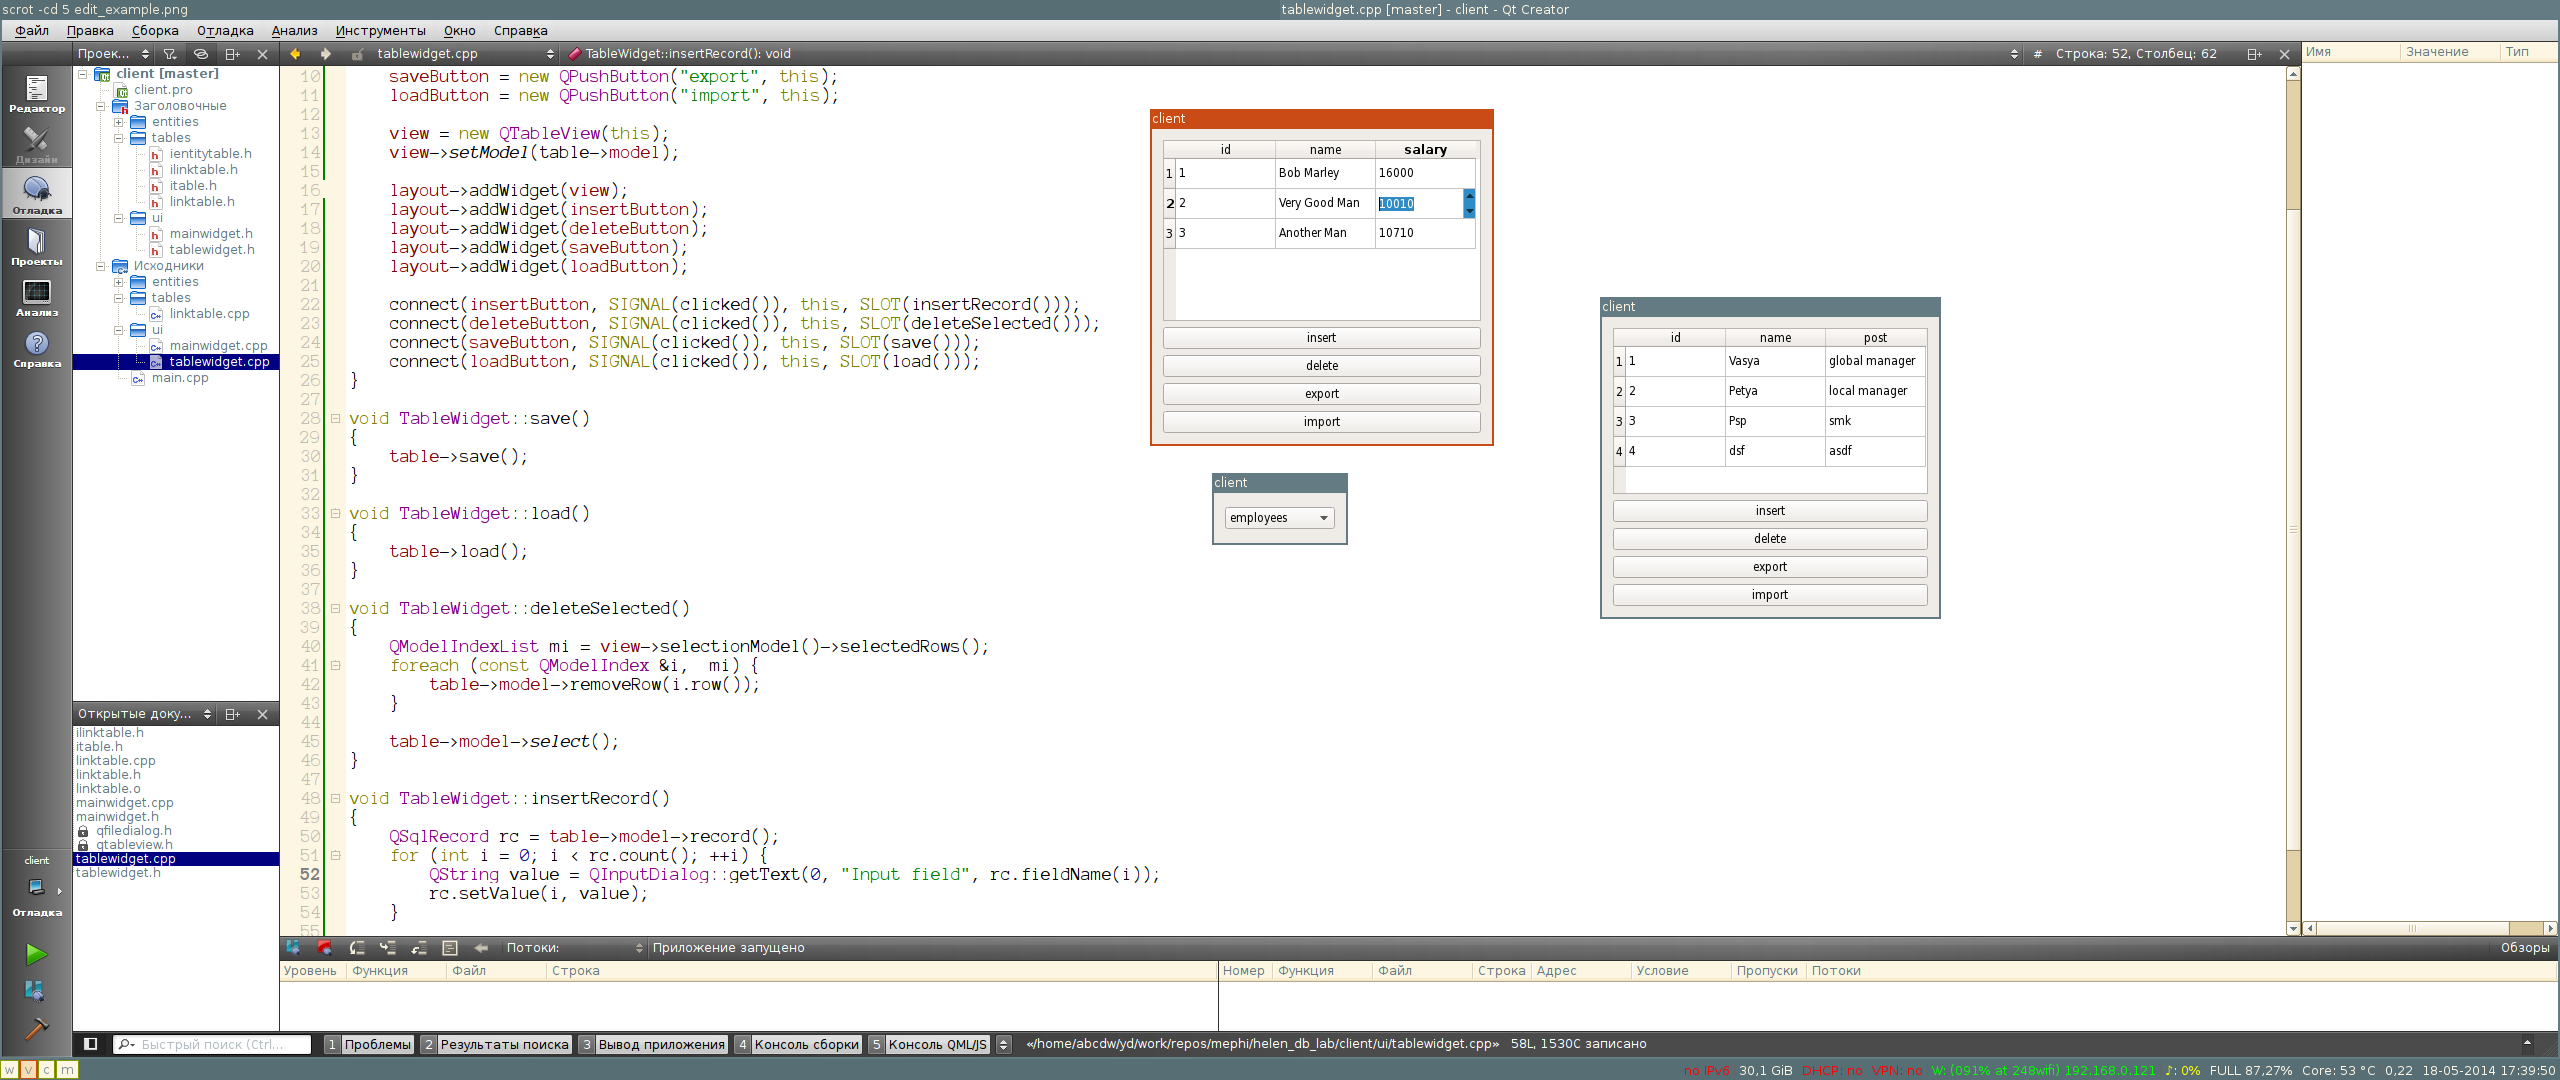 scrot -cd 5 edit_example.png
tablewidget.cpp [master] - client - Qt Creator
Файл Правка Сборка Отладка Анализ Инструменты Окно Справка
Проек...
tablewidget.cpp
TableWidget::insertRecord(): void
# Строка: 52, Столбец: 62
Имя Значение Тип
Редактор
Дизайн
Отладка
Проекты
Анализ
Справка
client [master]
client.pro
Заголовочные
entities
tables
ientitytable.h
ilinktable.h
itable.h
linktable.h
ui
mainwidget.h
tablewidget.h
Исходники
entities
tables
linktable.cpp
ui
mainwidget.cpp
tablewidget.cpp
main.cpp
Открытые доку...
ilinktable.h
itable.h
linktable.cpp
linktable.h
linktable.o
mainwidget.cpp
mainwidget.h
qfiledialog.h
qtableview.h
tablewidget.cpp
tablewidget.h
client
Отладка
10 saveButton = new QPushButton("export", this);
11 loadButton = new QPushButton("import", this);
12
13 view = new QTableView(this);
14 view->setModel(table->model);
15
16 layout->addWidget(view);
17 layout->addWidget(insertButton);
18 layout->addWidget(deleteButton);
19 layout->addWidget(saveButton);
20 layout->addWidget(loadButton);
21
22 connect(insertButton, SIGNAL(clicked()), this, SLOT(insertRecord()));
23 connect(deleteButton, SIGNAL(clicked()), this, SLOT(deleteSelected()));
24 connect(saveButton, SIGNAL(clicked()), this, SLOT(save()));
25 connect(loadButton, SIGNAL(clicked()), this, SLOT(load()));
26 }
27
28 void TableWidget::save()
29 {
30 table->save();
31 }
32
33 void TableWidget::load()
34 {
35 table->load();
36 }
37
38 void TableWidget::deleteSelected()
39 {
40 QModelIndexList mi = view->selectionModel()->selectedRows();
41 foreach (const QModelIndex &i, mi) {
42 table->model->removeRow(i.row());
43 }
44
45 table->model->select();
46 }
47
48 void TableWidget::insertRecord()
49 {
50 QSqlRecord rc = table->model->record();
51 for (int i = 0; i < rc.count(); ++i) {
52 QString value = QInputDialog::getText(0, "Input field", rc.fieldName(i));
53 rc.setValue(i, value);
54 }
55
client
id name salary
1 1 Bob Marley 16000
2 2 Very Good Man 10010
3 3 Another Man 10710
insert
delete
export
import
client
employees
client
id name post
1 1 Vasya global manager
2 2 Petya local manager
3 3 Psp smk
4 4 dsf asdf
insert
delete
export
import
Потоки: Приложение запущено
Обзоры
Уровень Функция Файл Строка
Номер Функция Файл Строка Адрес Условие Пропуски Потоки
Быстрый поиск (Ctrl...
1 Проблемы 2 Результаты поиска 3 Вывод приложения 4 Консоль сборки 5 Консоль QML/JS
«/home/abcdw/yd/work/repos/mephi/helen_db_lab/client/ui/tablewidget.cpp» 58L, 1530C записано
w v c m
no IPv6 30,1 GiB DHCP: no VPN: no W: (091% at 248wifi) 192.168.0.121 ♪: 0% FULL 87,27% Core: 53 °C 0,22 18-05-2014 17:39:50